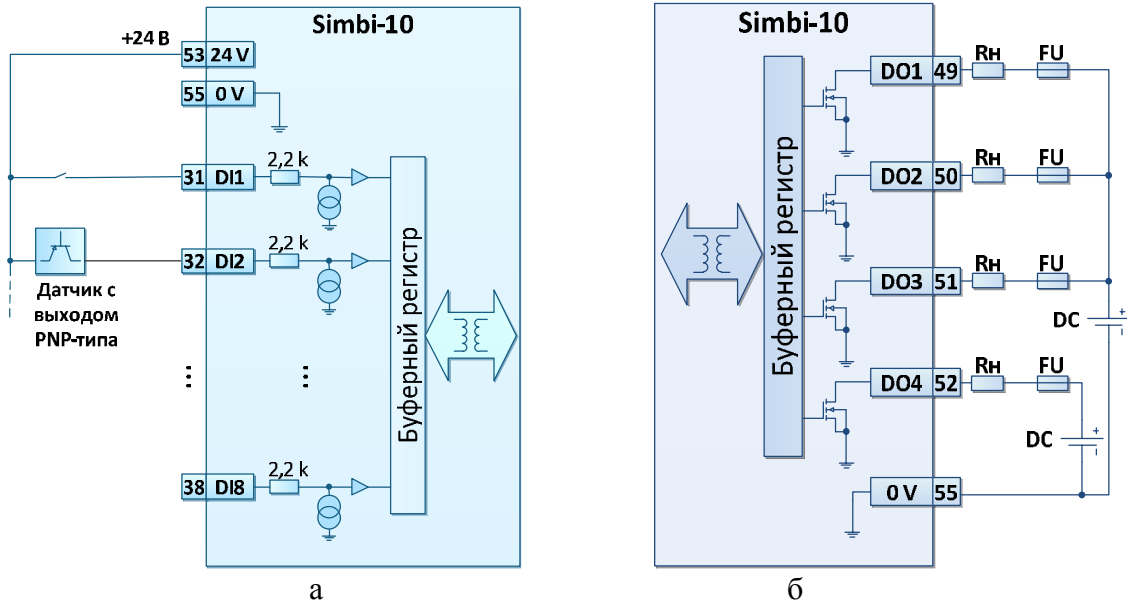 Simbi-10
+24 В
53 24 V
55 0 V
2,2 k
31 DI1
2,2 k
32 DI2
Датчик с
выходом
PNP-типа
...
...
2,2 k
38 DI8
Буферный регистр
а
Simbi-10
DO1 49 Rн FU
DO2 50 Rн FU
DO3 51 Rн FU
DC + -
DO4 52 Rн FU
DC + -
0 V 55
Буферный регистр
б